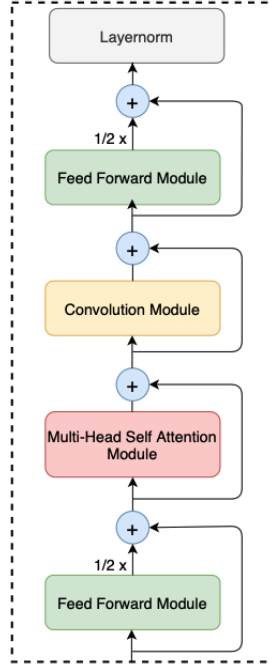 Layernorm
+
1/2 x
Feed Forward Module
+
Convolution Module
+
Multi-Head Self Attention
Module
+
1/2 x
Feed Forward Module